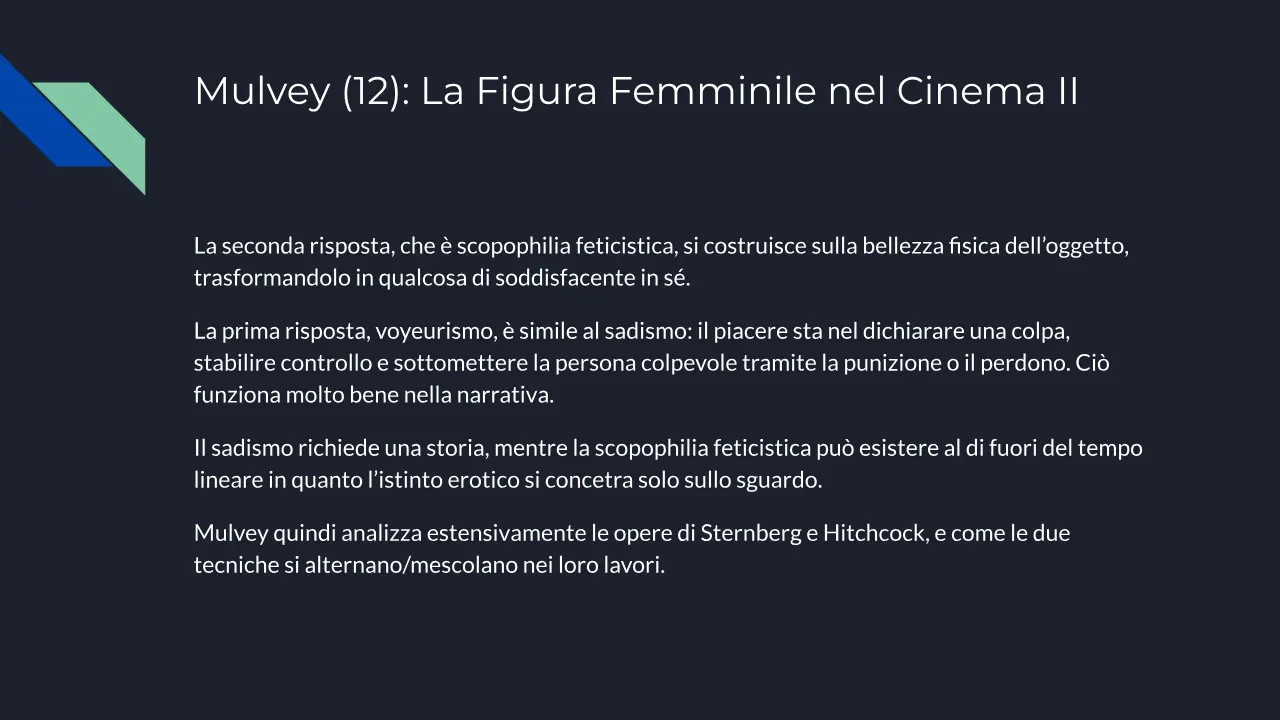 Mulvey (12): La Figura Femminile nel Cinema II
La seconda risposta, che è scopophilia feticistica, si costruisce sulla bellezza fisica dell’oggetto,
trasformandolo in qualcosa di soddisfacente in sé.
La prima risposta, voyeurismo, è simile al sadismo: il piacere sta nel dichiarare una colpa,
stabilire controllo e sottomettere la persona colpevole tramite la punizione o il perdono. Ciò
funziona molto bene nella narrativa.
Il sadismo richiede una storia, mentre la scopophilia feticistica può esistere al di fuori del tempo
lineare in quanto l’istinto erotico si concetra solo sullo sguardo.
Mulvey quindi analizza estensivamente le opere di Sternberg e Hitchcock, e come le due
tecniche si alternano/mescolano nei loro lavori.